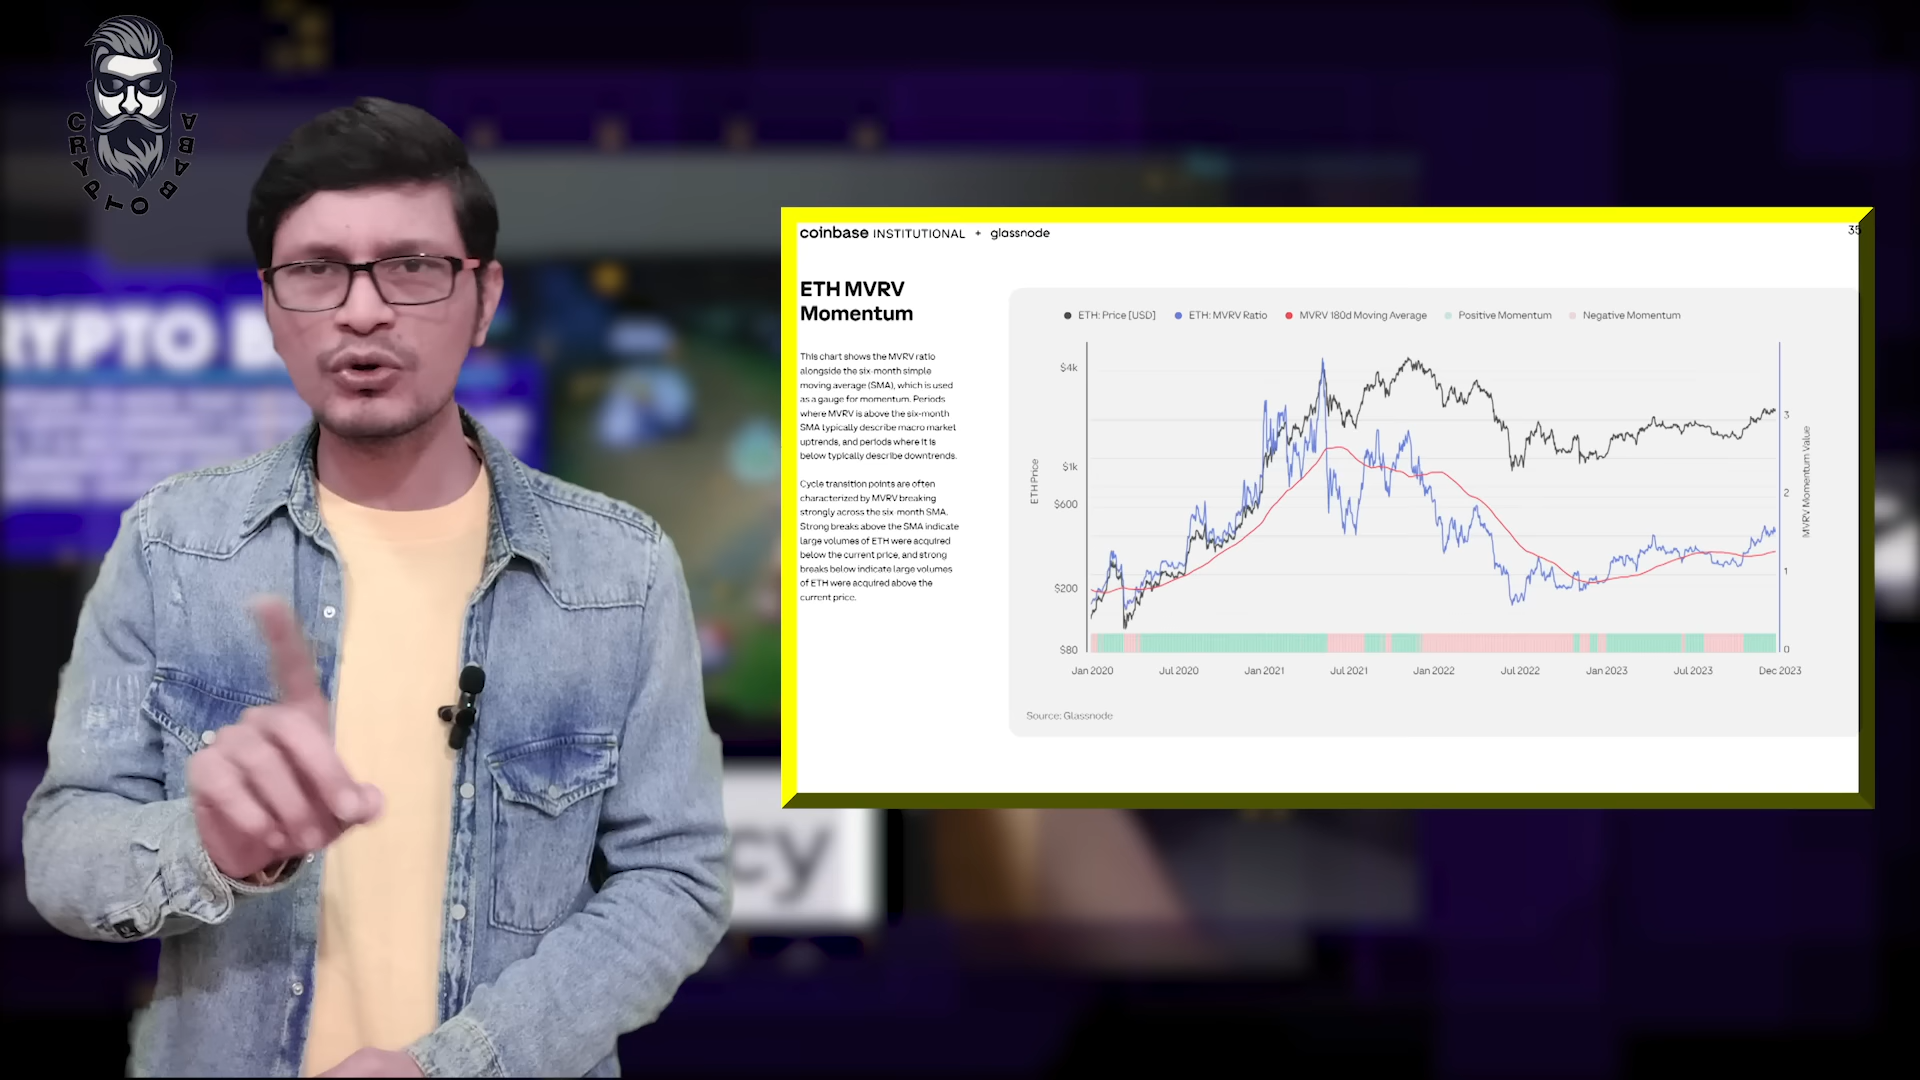 CRYPTO BABA
RYPTO B
coinbase INSTITUTIONAL + glassnode
35
ETH MVRV
Momentum
This chart shows the MVRV ratio
alongside the six-month simple
moving average (SMA), which is used
as a gauge for momentum. Periods
where MVRV is above the six-month
SMA typically describe macro market
uptrends, and periods where it is
below typically describe downtrends.
Cycle transition points are often
characterized by MVRV breaking
strongly across the six-month SMA.
Strong breaks above the SMA indicate
large volumes of ETH were acquired
below the current price, and strong
breaks below indicate large volumes
of ETH were acquired above the
current price.
ETH: Price [USD] ETH: MVRV Ratio MVRV 180d Moving Average Positive Momentum Negative Momentum
ETH Price
$4k
$1k
$600
$200
$80
3
2
1
0
MVRV Momentum Value
Jan 2020 Jul 2020 Jan 2021 Jul 2021 Jan 2022 Jul 2022 Jan 2023 Jul 2023 Dec 2023
Source: Glassnode
cy